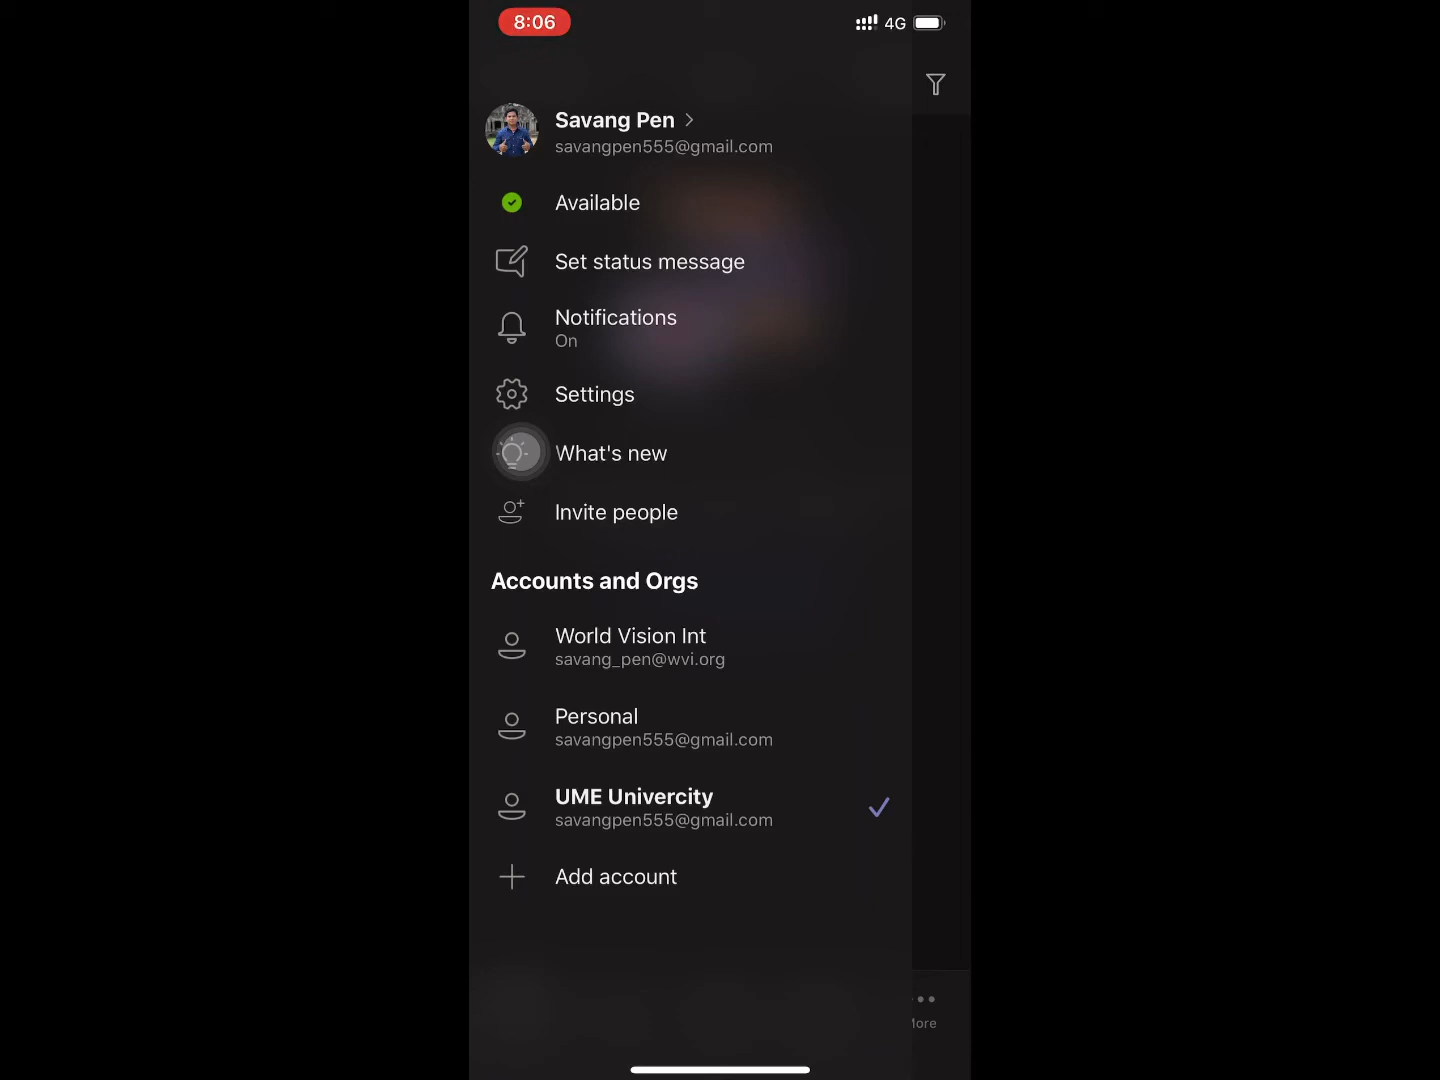 8:06
4G
Savang Pen
savangpen555@gmail.com
Available
Set status message
Notifications
On
Settings
What's new
Invite people
Accounts and Orgs
World Vision Int
savang_pen@wvi.org
Personal
savangpen555@gmail.com
UME Univercity
savangpen555@gmail.com
Add account